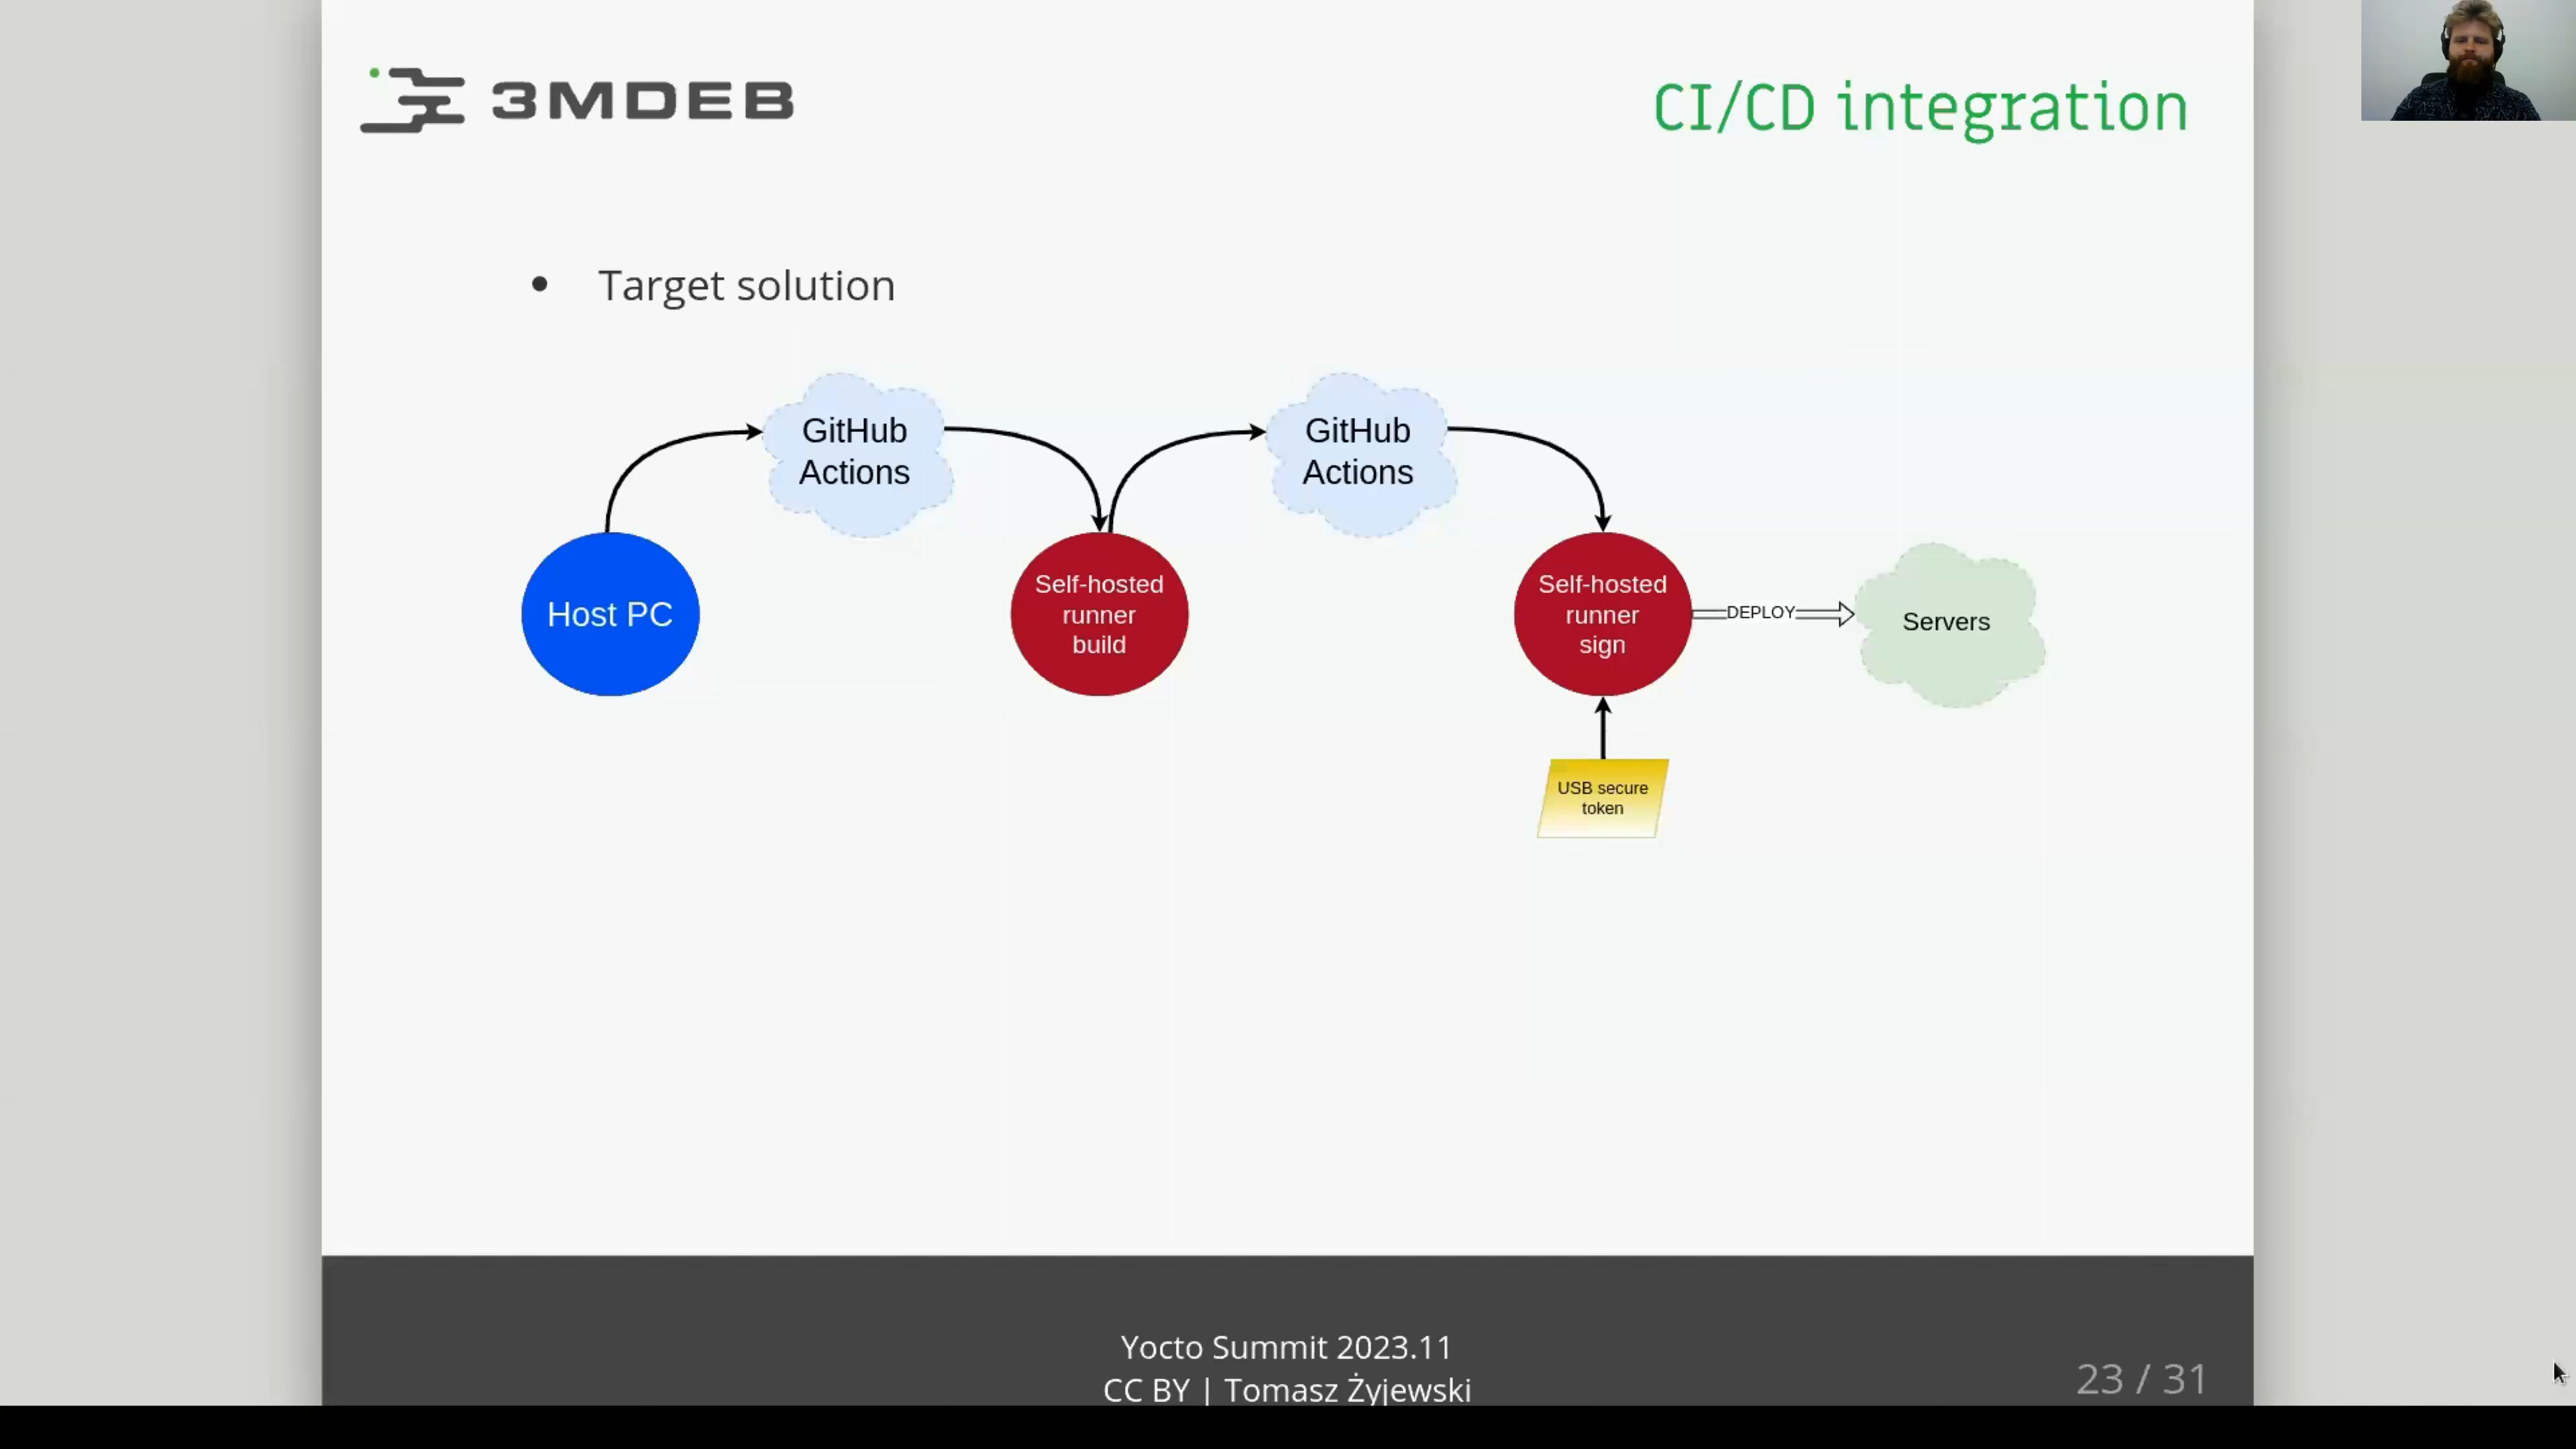 3MDEB
CI/CD integration
Target solution
GitHub
Actions
GitHub
Actions
Host PC
Self-hosted
runner
build
Self-hosted
runner
sign
DEPLOY
Servers
USB secure
token
Yocto Summit 2023.11
CC BY | Tomasz Żyjewski
23 / 31